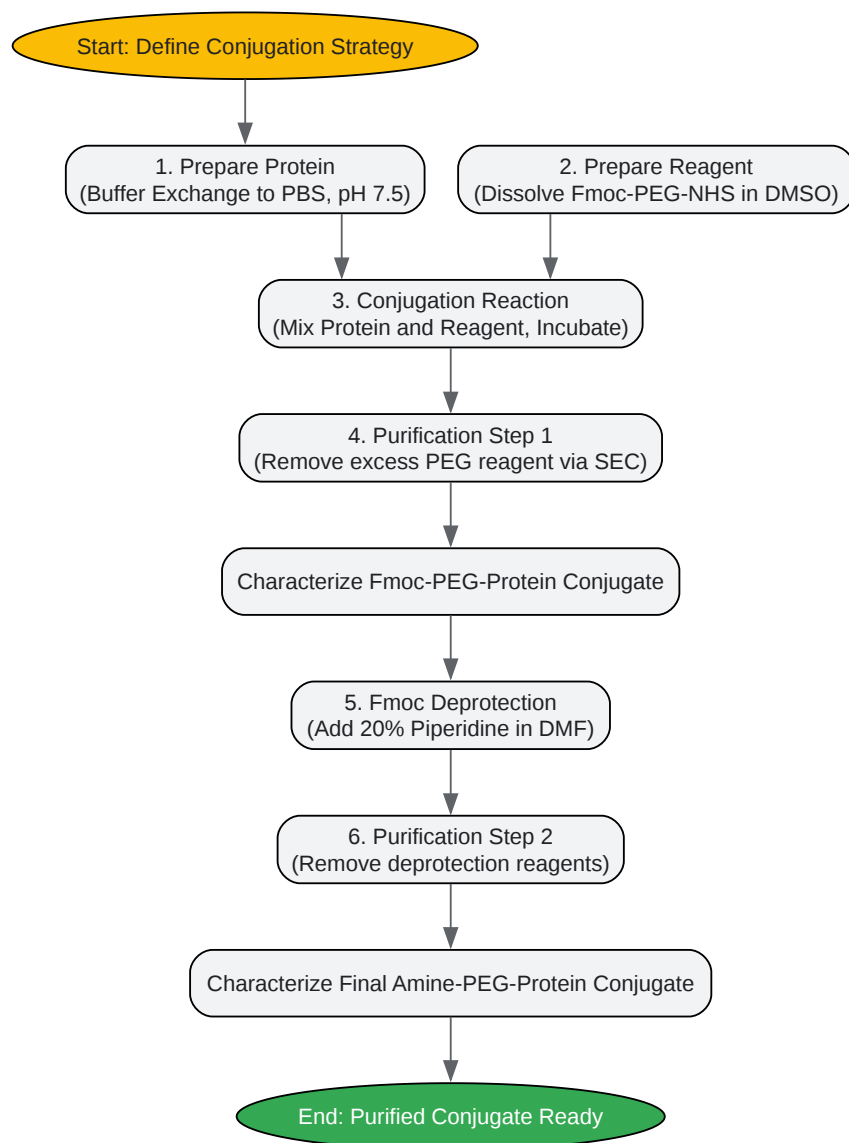 Start: Define Conjugation Strategy
1. Prepare Protein
(Buffer Exchange to PBS, pH 7.5)
2. Prepare Reagent
(Dissolve Fmoc-PEG-NHS in DMSO)
3. Conjugation Reaction
(Mix Protein and Reagent, Incubate)
4. Purification Step 1
(Remove excess PEG reagent via SEC)
Characterize Fmoc-PEG-Protein Conjugate
5. Fmoc Deprotection
(Add 20% Piperidine in DMF)
6. Purification Step 2
(Remove deprotection reagents)
Characterize Final Amine-PEG-Protein Conjugate
End: Purified Conjugate Ready